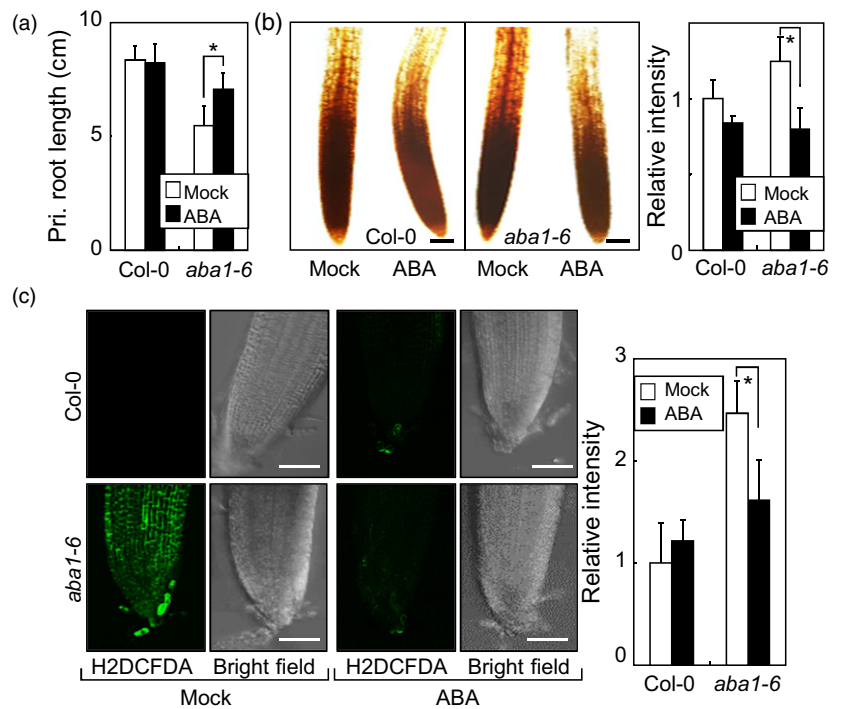 (a)
Pri. root length (cm)
10
5
0
*
Mock
ABA
Col-0 aba1-6
(b)
Col-0 aba1-6
Mock ABA Mock ABA
Relative intensity
1
0
*
Mock
ABA
Col-0 aba1-6
(c)
Col-0
aba1-6
H2DCFDA Bright field H2DCFDA Bright field
Mock ABA
Relative intensity
3
2
1
0
*
Mock
ABA
Col-0 aba1-6